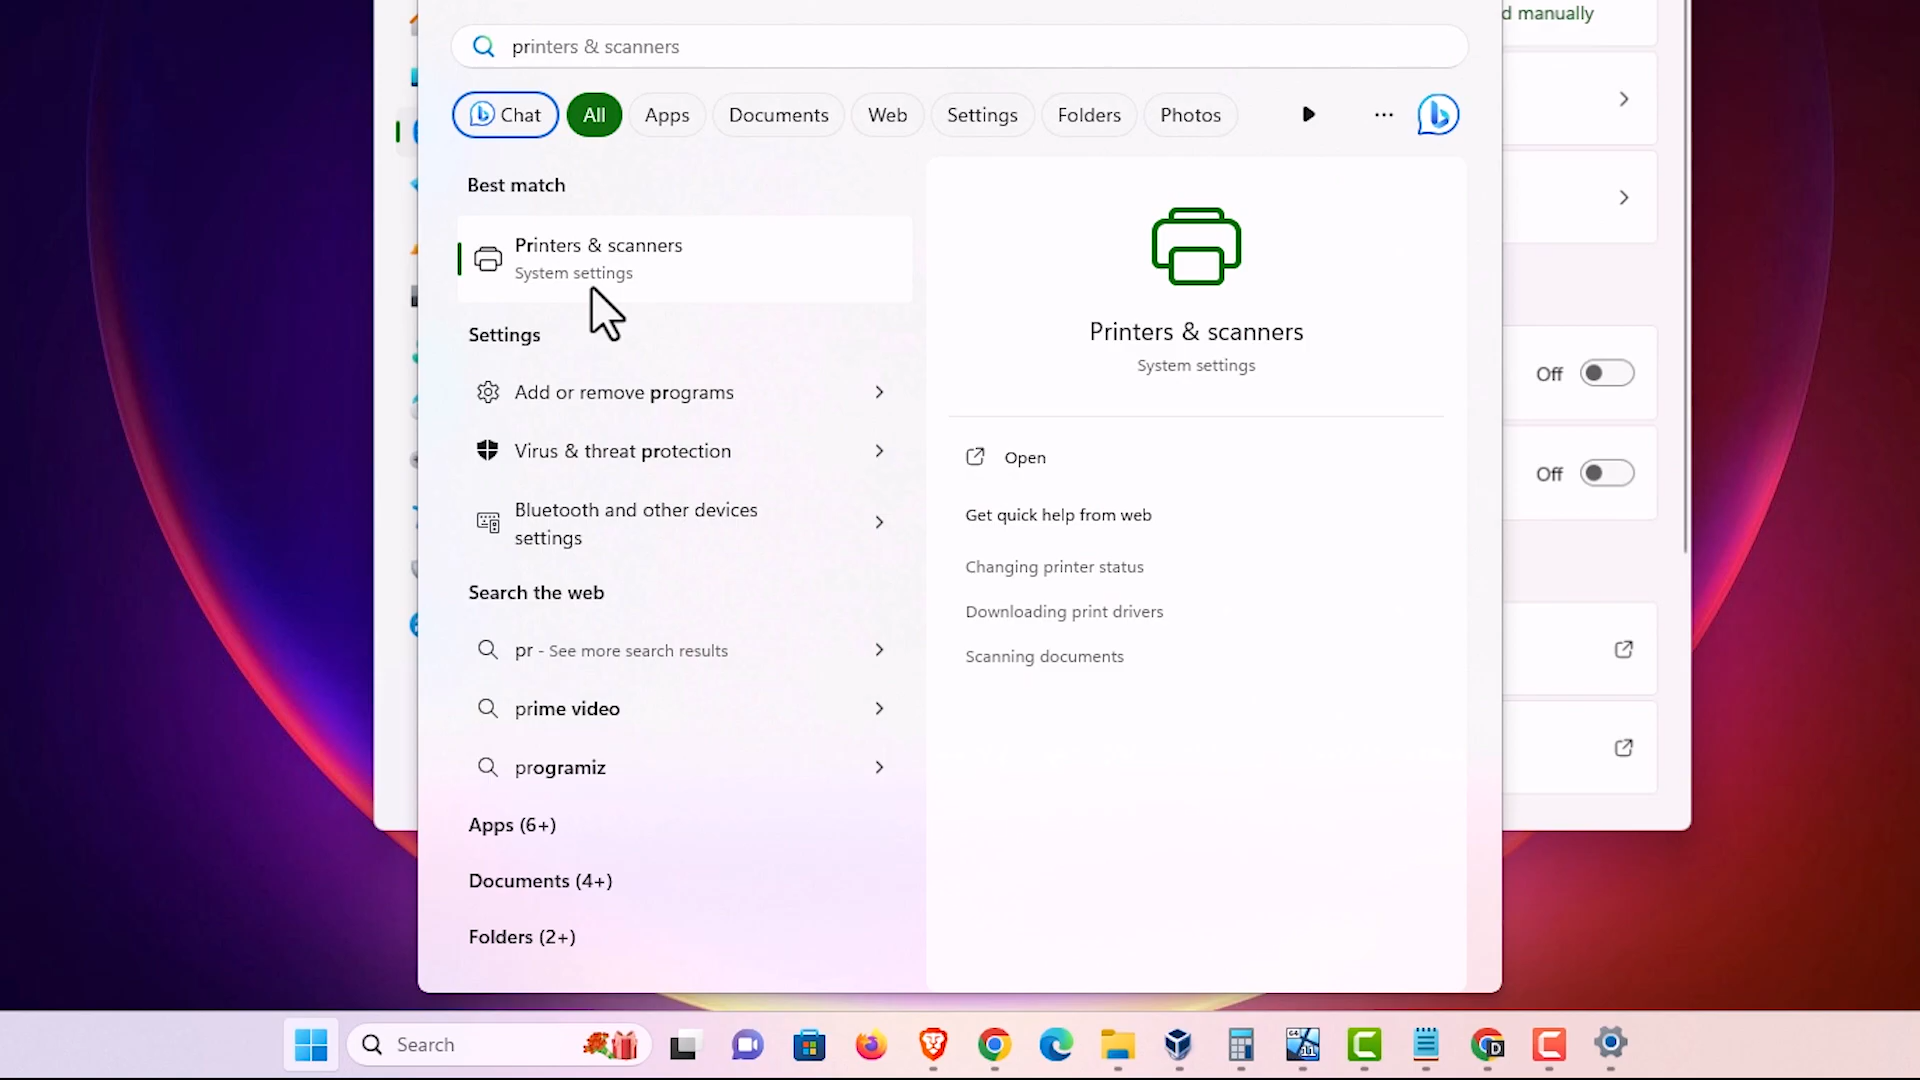 d manually
printers & scanners
Chat
All
Apps
Documents
Web
Settings
Folders
Photos
Best match
Printers & scanners
System settings
Settings
Add or remove programs
Virus & threat protection
Bluetooth and other devices
settings
Search the web
pr - See more search results
prime video
programiz
Apps (6+)
Documents (4+)
Folders (2+)
Printers & scanners
System settings
Open
Get quick help from web
Changing printer status
Downloading print drivers
Scanning documents
Off
Off
Search
64
11
D